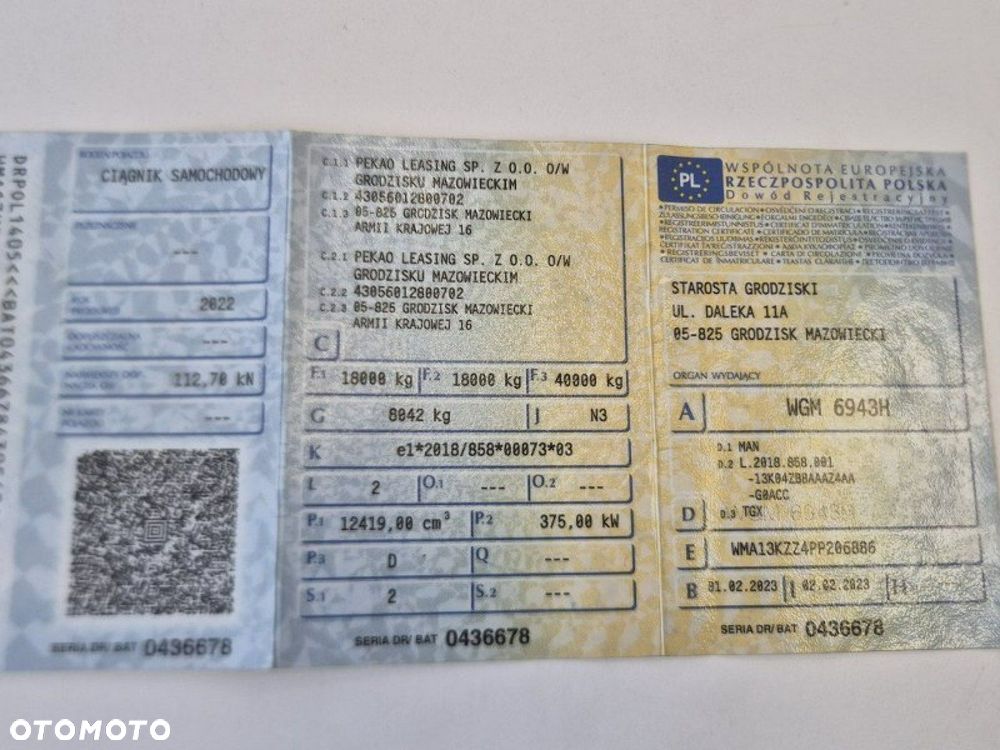 RODZAJ POJAZDU
CIĄGNIK SAMOCHODOWY
PRZEZNACZENIE
---
ROK
2022
DOPUSZCZALNA
ŁADOWNOŚĆ
---
NAJWIĘKSZY DOP.
NACISK OSI
112,70 kN
NR KARTY
POJAZDU
---
SERIA DR/BAT 0436678
C.1.1 PEKAO LEASING SP. Z O.O. O/W
GRODZISKU MAZOWIECKIM
C.1.2 43056012800702
C.1.3 05-825 GRODZISK MAZOWIECKI
ARMII KRAJOWEJ 16
C.2.1 PEKAO LEASING SP. Z O.O. O/W
GRODZISKU MAZOWIECKIM
C.2.2 43056012800702
C.2.3 05-825 GRODZISK MAZOWIECKI
ARMII KRAJOWEJ 16
C
F.1 18000 kg F.2 18000 kg F.3 40000 kg
G 8042 kg J N3
K e1*2018/858*00073*03
L 2 O.1 --- O.2 ---
P.1 12419,00 cm³ P.2 375,00 kW
P.3 D Q ---
S.1 2 S.2 ---
SERIA DR/BAT 0436678
PL
WSPÓLNOTA EUROPEJSKA
RZECZPOSPOLITA POLSKA
Dowód Rejestracyjny
STAROSTA GRODZISKI
UL. DALEKA 11A
05-825 GRODZISK MAZOWIECKI
ORGAN WYDAJĄCY
A WGM 6943H
D.1 MAN
D.2 L.2018.858.001
-13K04ZB8AAAZ4AA
-G0ACC
D D.3 TGX
E WMA13KZZ4PP206886
B 01.02.2023 I 02.02.2023 H
SERIA DR/BAT 0436678
OTOMOTO